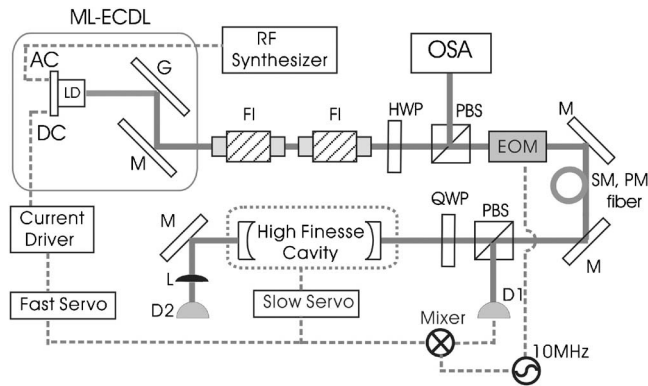 ML-ECDL
RF
Synthesizer
OSA
AC
LD
G
DC
M
FI
FI
HWP
PBS
EOM
M
SM, PM
fiber
Current
Driver
M
High Finesse
Cavity
QWP
PBS
M
L
D2
Fast Servo
Slow Servo
Mixer
D1
10MHz